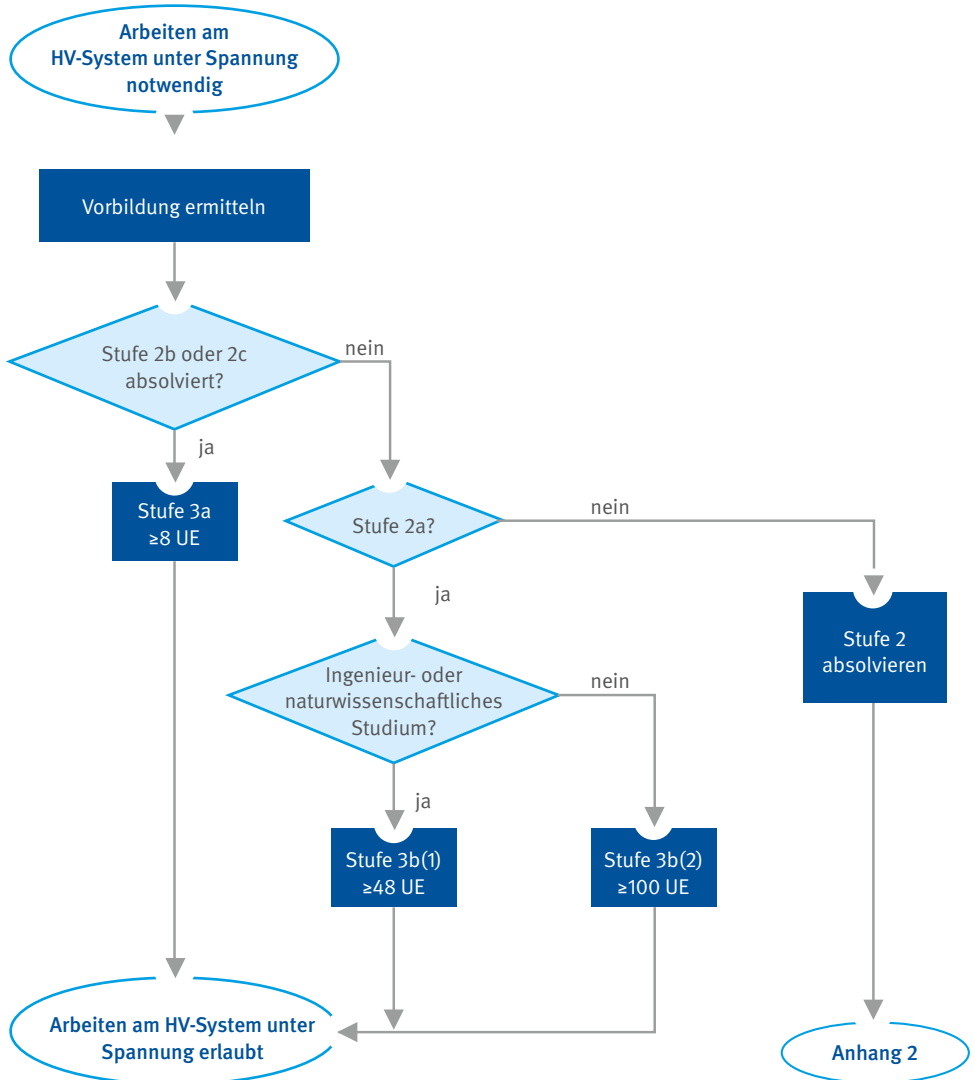 Arbeiten am
HV-System unter Spannung
notwendig
Vorbildung ermitteln
Stufe 2b oder 2c
absolviert?
nein
ja
Stufe 3a
≥8 UE
Stufe 2a?
nein
ja
Stufe 2
absolvieren
Ingenieur- oder
naturwissenschaftliches
Studium?
nein
ja
Stufe 3b(1)
≥48 UE
Stufe 3b(2)
≥100 UE
Arbeiten am HV-System unter
Spannung erlaubt
Anhang 2